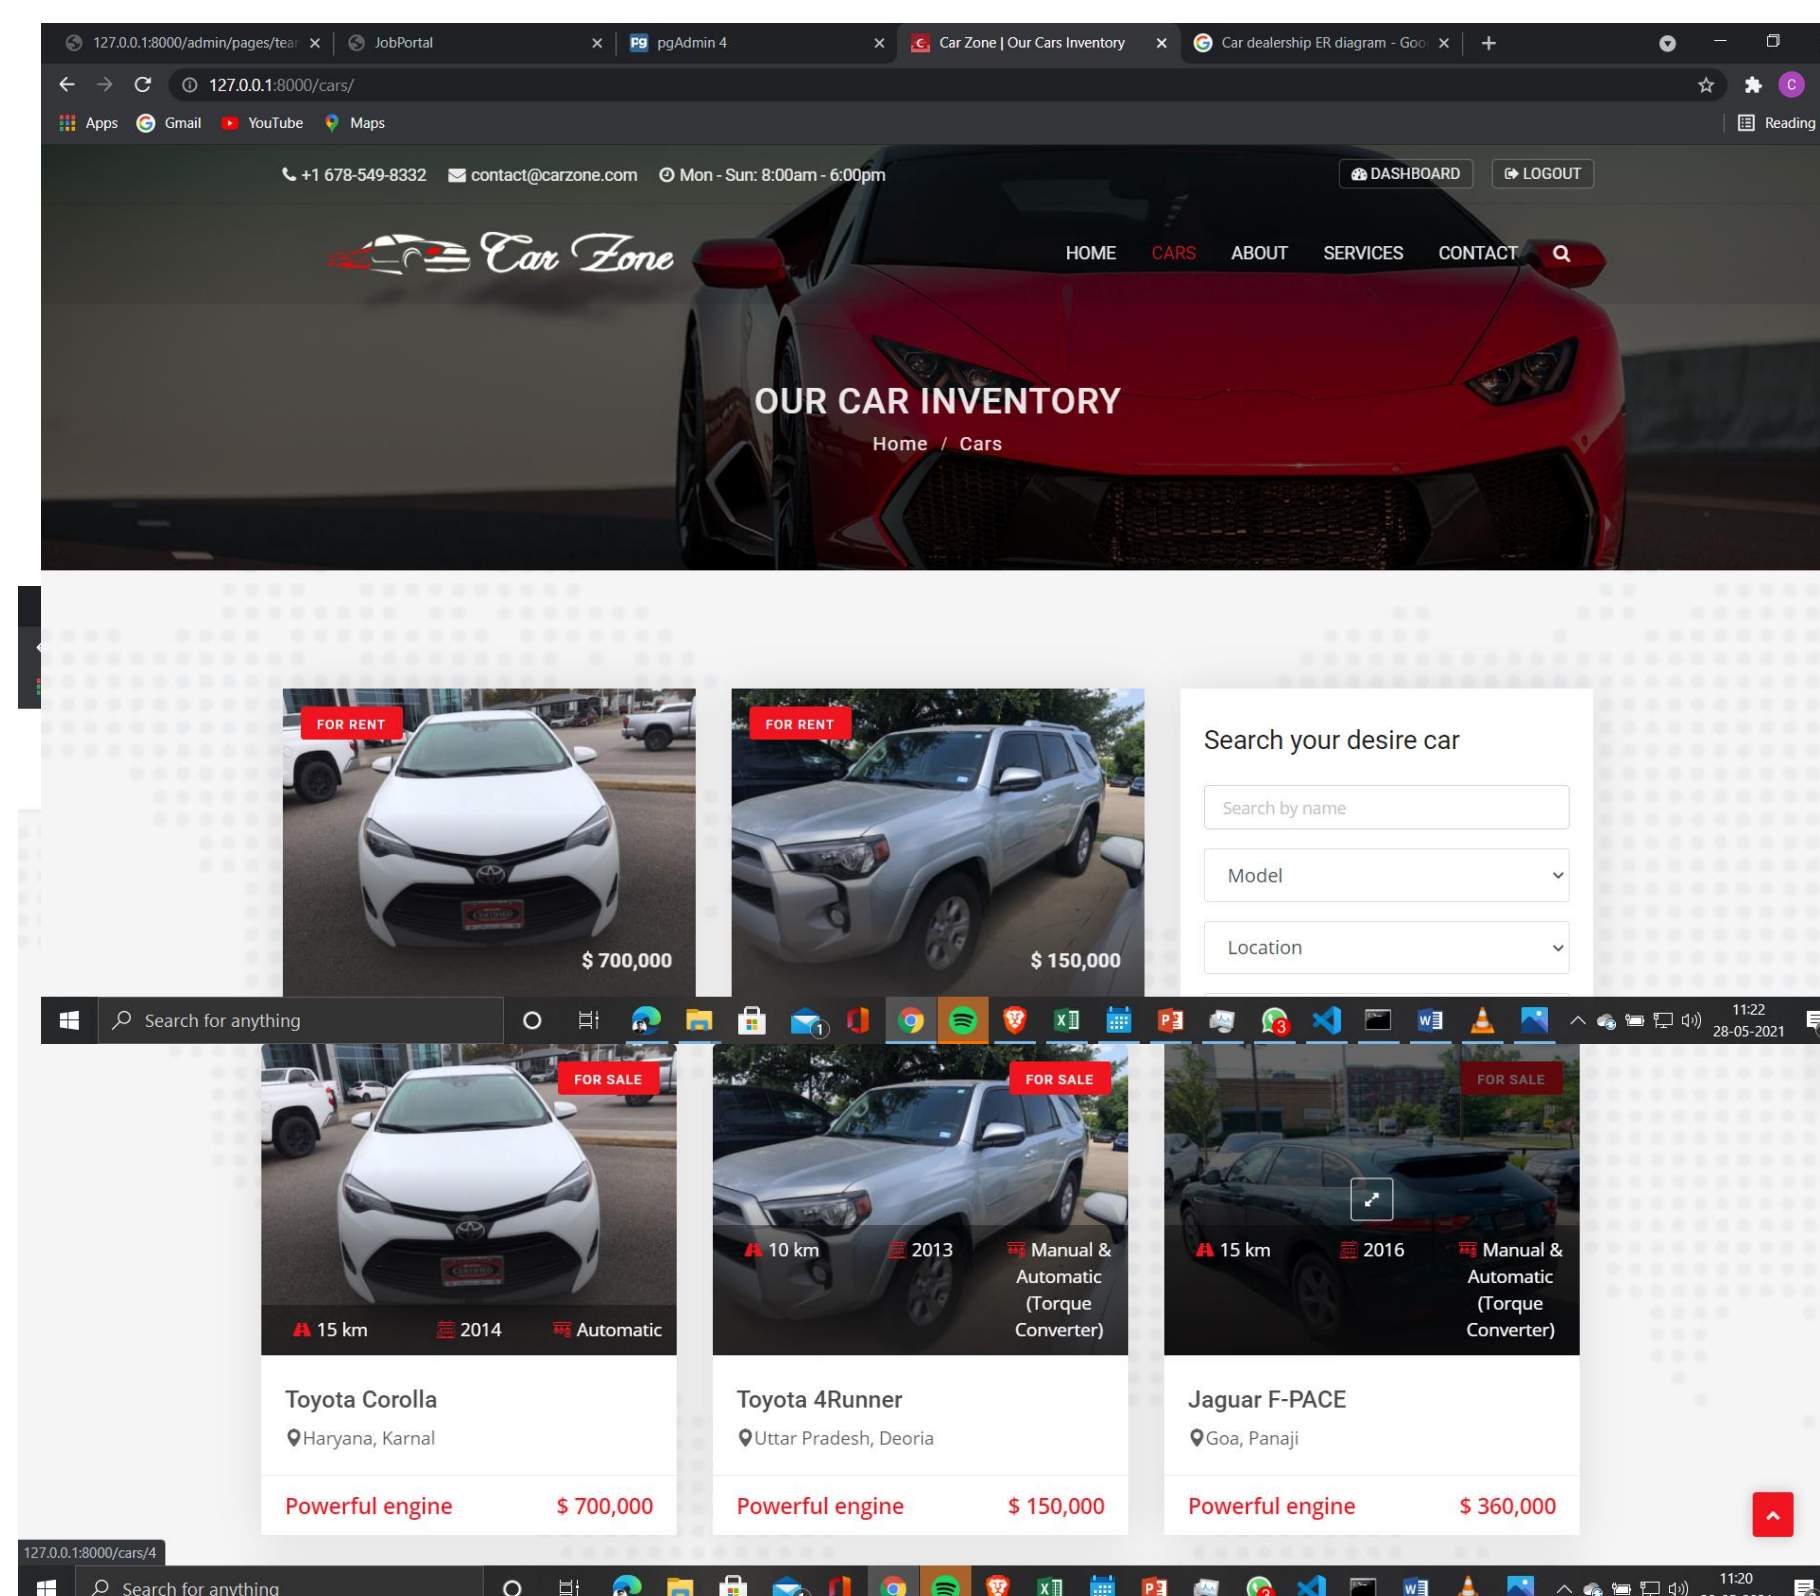 127.0.0.1:8000/admin/pages/tear JobPortal pgAdmin 4 Car Zone | Our Cars Inventory Car dealership ER diagram - Goo
127.0.0.1:8000/cars/
Apps Gmail YouTube Maps Reading
+1 678-549-8332 contact@carzone.com Mon - Sun: 8:00am - 6:00pm DASHBOARD LOGOUT
Car Zone HOME CARS ABOUT SERVICES CONTACT
OUR CAR INVENTORY
Home / Cars
FOR RENT FOR RENT
Search your desire car
Search by name
Model
CERTIFIED
Location
$ 700,000 $ 150,000
Search for anything
11:22
28-05-2021
FOR SALE FOR SALE FOR SALE
10 km 2013 Manual & Automatic (Torque Converter)
15 km 2016 Manual & Automatic (Torque Converter)
CERTIFIED
15 km 2014 Automatic
Toyota Corolla Toyota 4Runner Jaguar F-PACE
Haryana, Karnal Uttar Pradesh, Deoria Goa, Panaji
Powerful engine $ 700,000 Powerful engine $ 150,000 Powerful engine $ 360,000
127.0.0.1:8000/cars/4
Search for anything
11:20